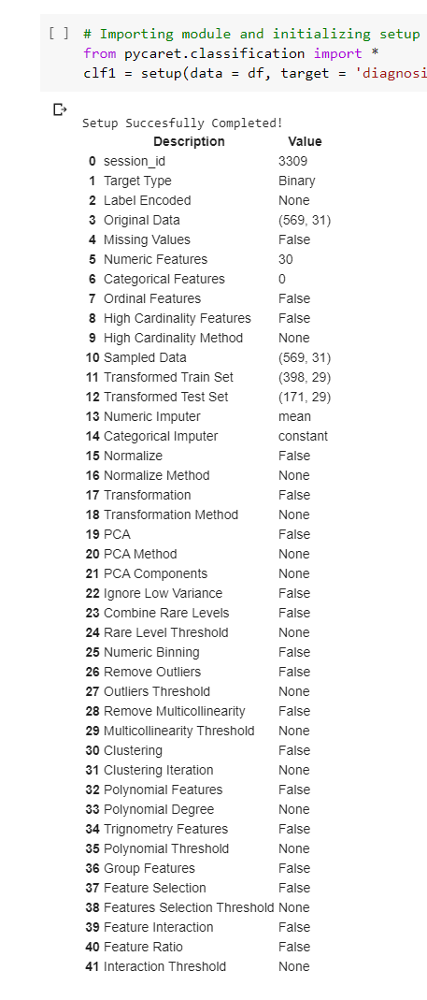 [ ] # Importing module and initializing setup
from pycaret.classification import *
clf1 = setup(data = df, target = 'diagnosi
Setup Succesfully Completed!
Description Value
0 session_id 3309
1 Target Type Binary
2 Label Encoded None
3 Original Data (569, 31)
4 Missing Values False
5 Numeric Features 30
6 Categorical Features 0
7 Ordinal Features False
8 High Cardinality Features False
9 High Cardinality Method None
10 Sampled Data (569, 31)
11 Transformed Train Set (398, 29)
12 Transformed Test Set (171, 29)
13 Numeric Imputer mean
14 Categorical Imputer constant
15 Normalize False
16 Normalize Method None
17 Transformation False
18 Transformation Method None
19 PCA False
20 PCA Method None
21 PCA Components None
22 Ignore Low Variance False
23 Combine Rare Levels False
24 Rare Level Threshold None
25 Numeric Binning False
26 Remove Outliers False
27 Outliers Threshold None
28 Remove Multicollinearity False
29 Multicollinearity Threshold None
30 Clustering False
31 Clustering Iteration None
32 Polynomial Features False
33 Polynomial Degree None
34 Trignometry Features False
35 Polynomial Threshold None
36 Group Features False
37 Feature Selection False
38 Features Selection Threshold None
39 Feature Interaction False
40 Feature Ratio False
41 Interaction Threshold None